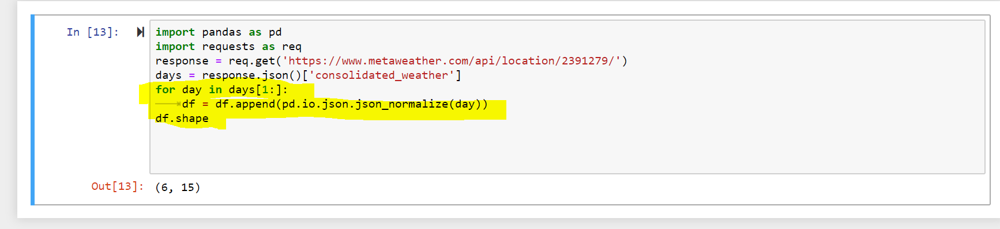 In [13]:
import pandas as pd
import requests as req
response = req.get('https://www.metaweather.com/api/location/2391279/')
days = response.json()['consolidated_weather']
for day in days[1:]:
    df = df.append(pd.io.json.json_normalize(day))
df.shape
Out[13]: (6, 15)